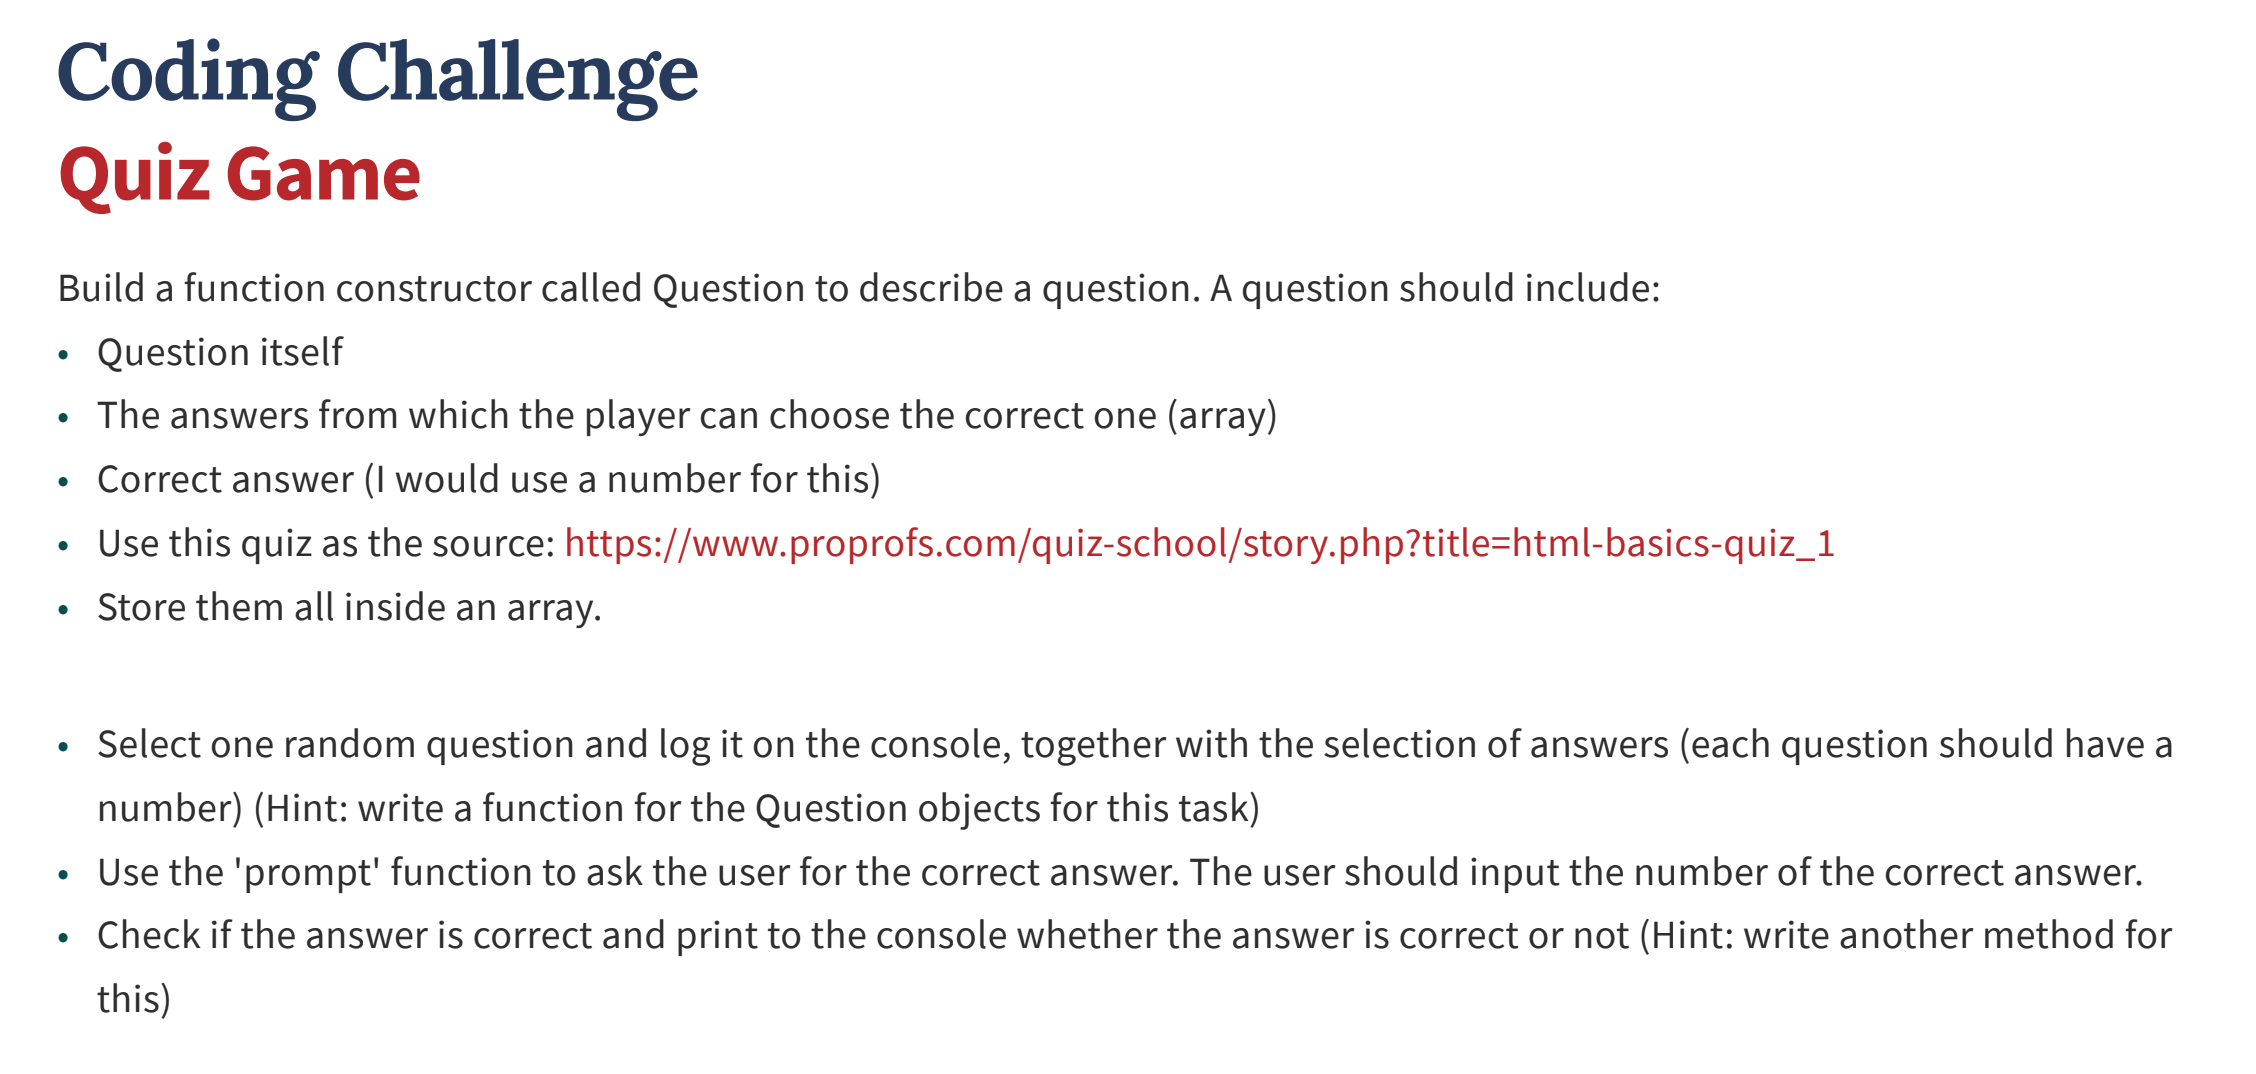 Coding Challenge
Quiz Game
Build a function constructor called Question to describe a question. A question should include:
• Question itself
• The answers from which the player can choose the correct one (array)
• Correct answer (I would use a number for this)
• Use this quiz as the source: https://www.proprofs.com/quiz-school/story.php?title=html-basics-quiz_1
• Store them all inside an array.
• Select one random question and log it on the console, together with the selection of answers (each question should have a
number) (Hint: write a function for the Question objects for this task)
• Use the 'prompt' function to ask the user for the correct answer. The user should input the number of the correct answer.
• Check if the answer is correct and print to the console whether the answer is correct or not (Hint: write another method for
this)